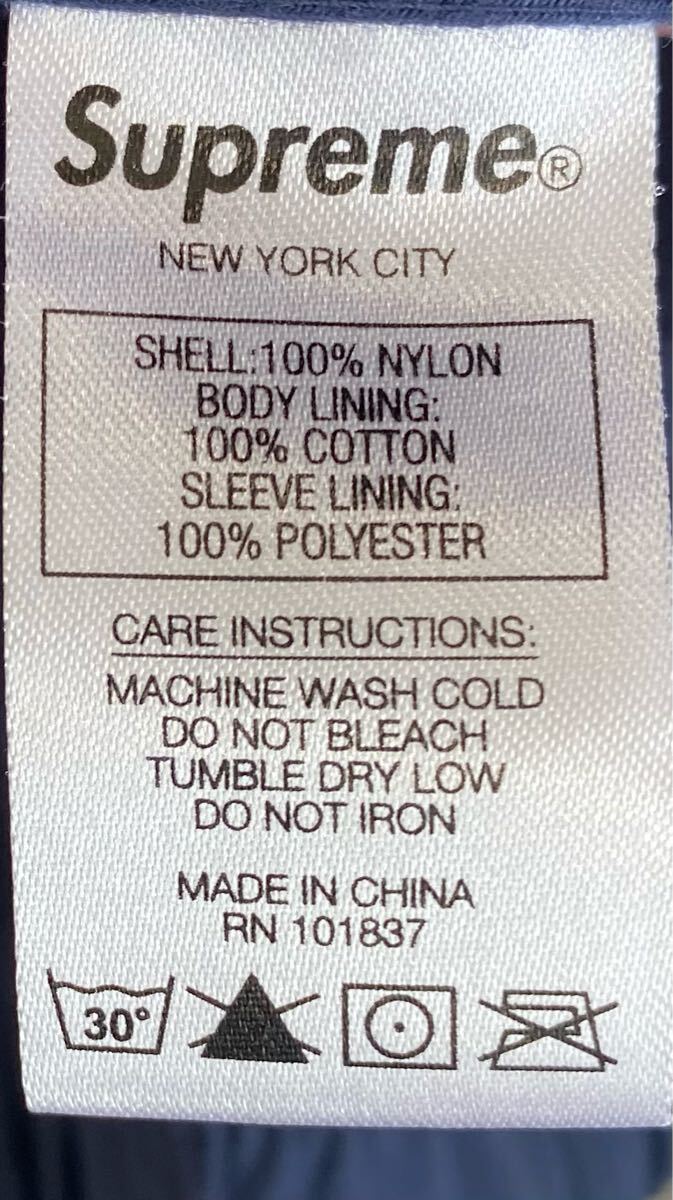 Supreme®
NEW YORK CITY
SHELL:100% NYLON
BODY LINING:
100% COTTON
SLEEVE LINING:
100% POLYESTER
CARE INSTRUCTIONS:
MACHINE WASH COLD
DO NOT BLEACH
TUMBLE DRY LOW
DO NOT IRON
MADE IN CHINA
RN 101837
30°